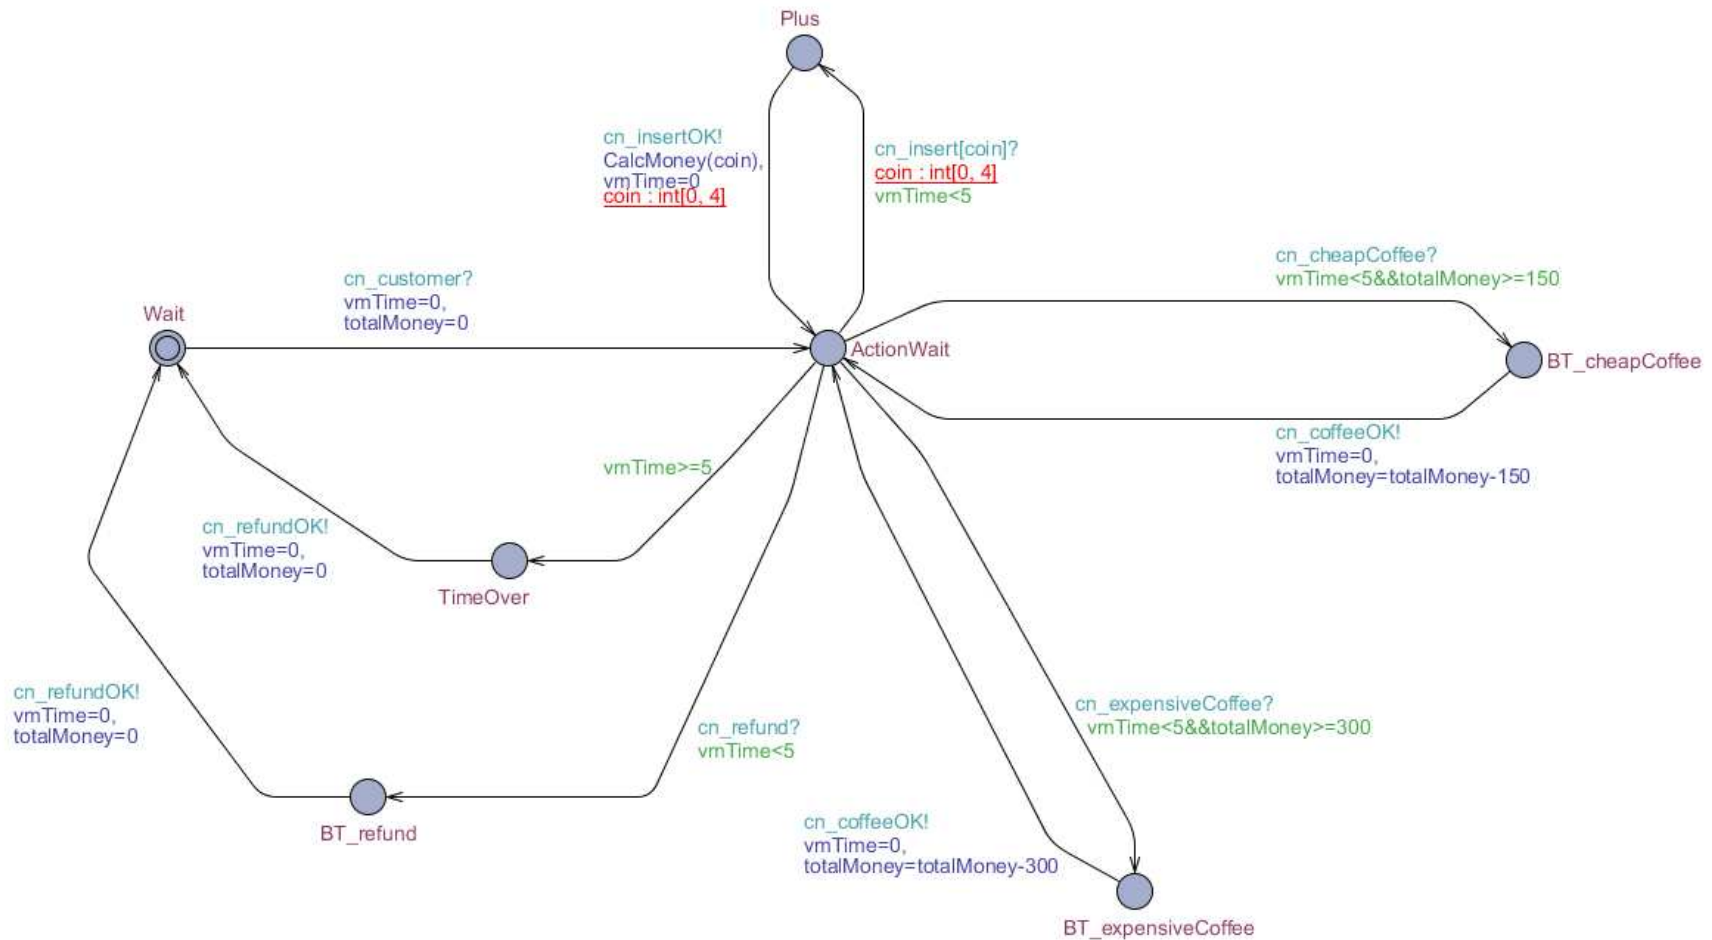 Plus
cn_insertOK!
CalcMoney(coin),
vmTime=0
coin : int[0, 4]
cn_insert[coin]?
coin : int[0, 4]
vmTime<5
cn_cheapCoffee?
vmTime<5&&totalMoney>=150
cn_customer?
vmTime=0,
totalMoney=0
Wait
ActionWait
BT_cheapCoffee
cn_coffeeOK!
vmTime=0,
totalMoney=totalMoney-150
vmTime>=5
cn_refundOK!
vmTime=0,
totalMoney=0
TimeOver
cn_refundOK!
vmTime=0,
totalMoney=0
cn_refund?
vmTime<5
cn_expensiveCoffee?
vmTime<5&&totalMoney>=300
BT_refund
cn_coffeeOK!
vmTime=0,
totalMoney=totalMoney-300
BT_expensiveCoffee